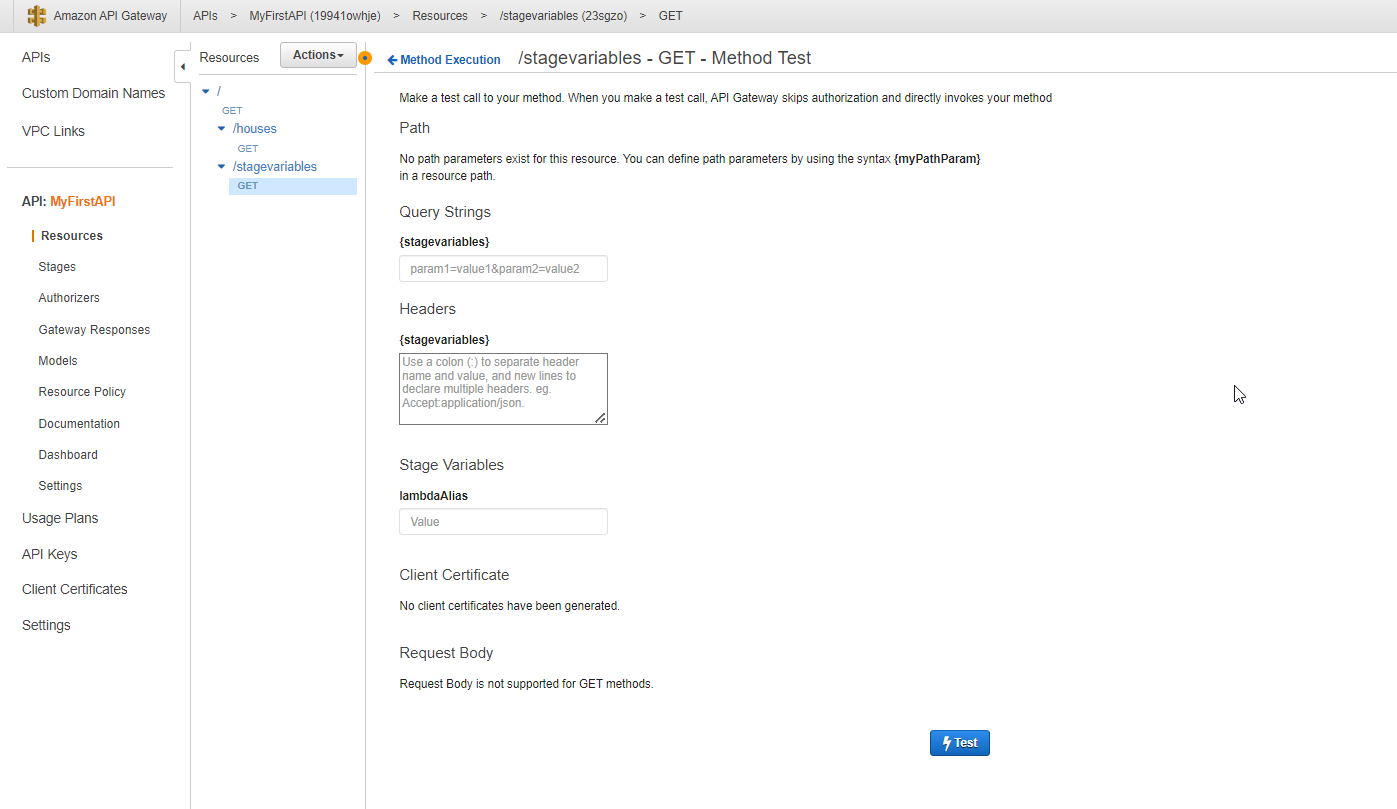 Amazon API Gateway
APIs > MyFirstAPI (19941owhje) > Resources > /stagevariables (23sgzo) > GET
APIs
Custom Domain Names
VPC Links
API: MyFirstAPI
Resources
Stages
Authorizers
Gateway Responses
Models
Resource Policy
Documentation
Dashboard
Settings
Usage Plans
API Keys
Client Certificates
Settings
Resources
Actions
/
GET
/houses
GET
/stagevariables
GET
Method Execution /stagevariables - GET - Method Test
Make a test call to your method. When you make a test call, API Gateway skips authorization and directly invokes your method
Path
No path parameters exist for this resource. You can define path parameters by using the syntax {myPathParam}
in a resource path.
Query Strings
{stagevariables}
param1=value1&param2=value2
Headers
{stagevariables}
Use a colon (:) to separate header
name and value, and new lines to
declare multiple headers. eg.
Accept:application/json.
Stage Variables
lambdaAlias
Value
Client Certificate
No client certificates have been generated.
Request Body
Request Body is not supported for GET methods.
Test